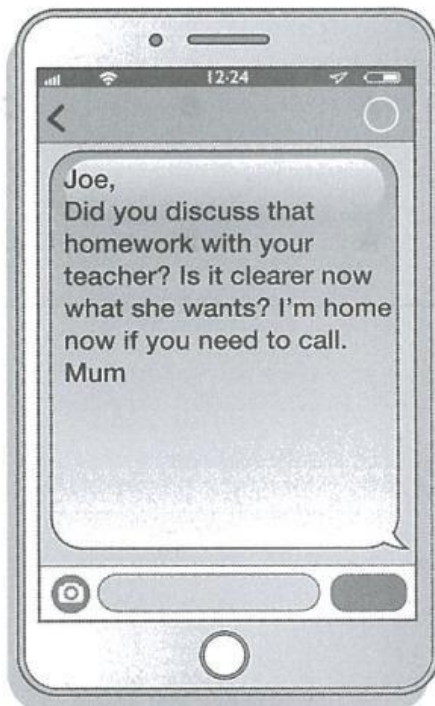 12:24
Joe,
Did you discuss that
homework with your
teacher? Is it clearer now
what she wants? I'm home
now if you need to call.
Mum